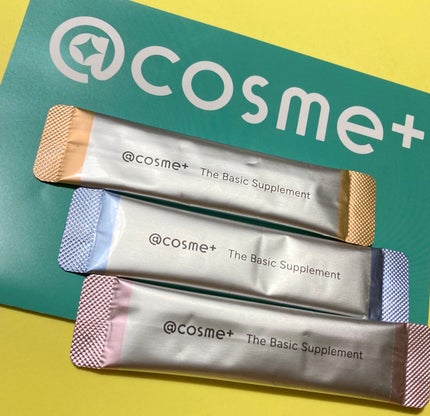 @cosme+
@cosme+ The Basic Supplement
@cosme+ The Basic Supplement
@cosme+ The Basic Supplement